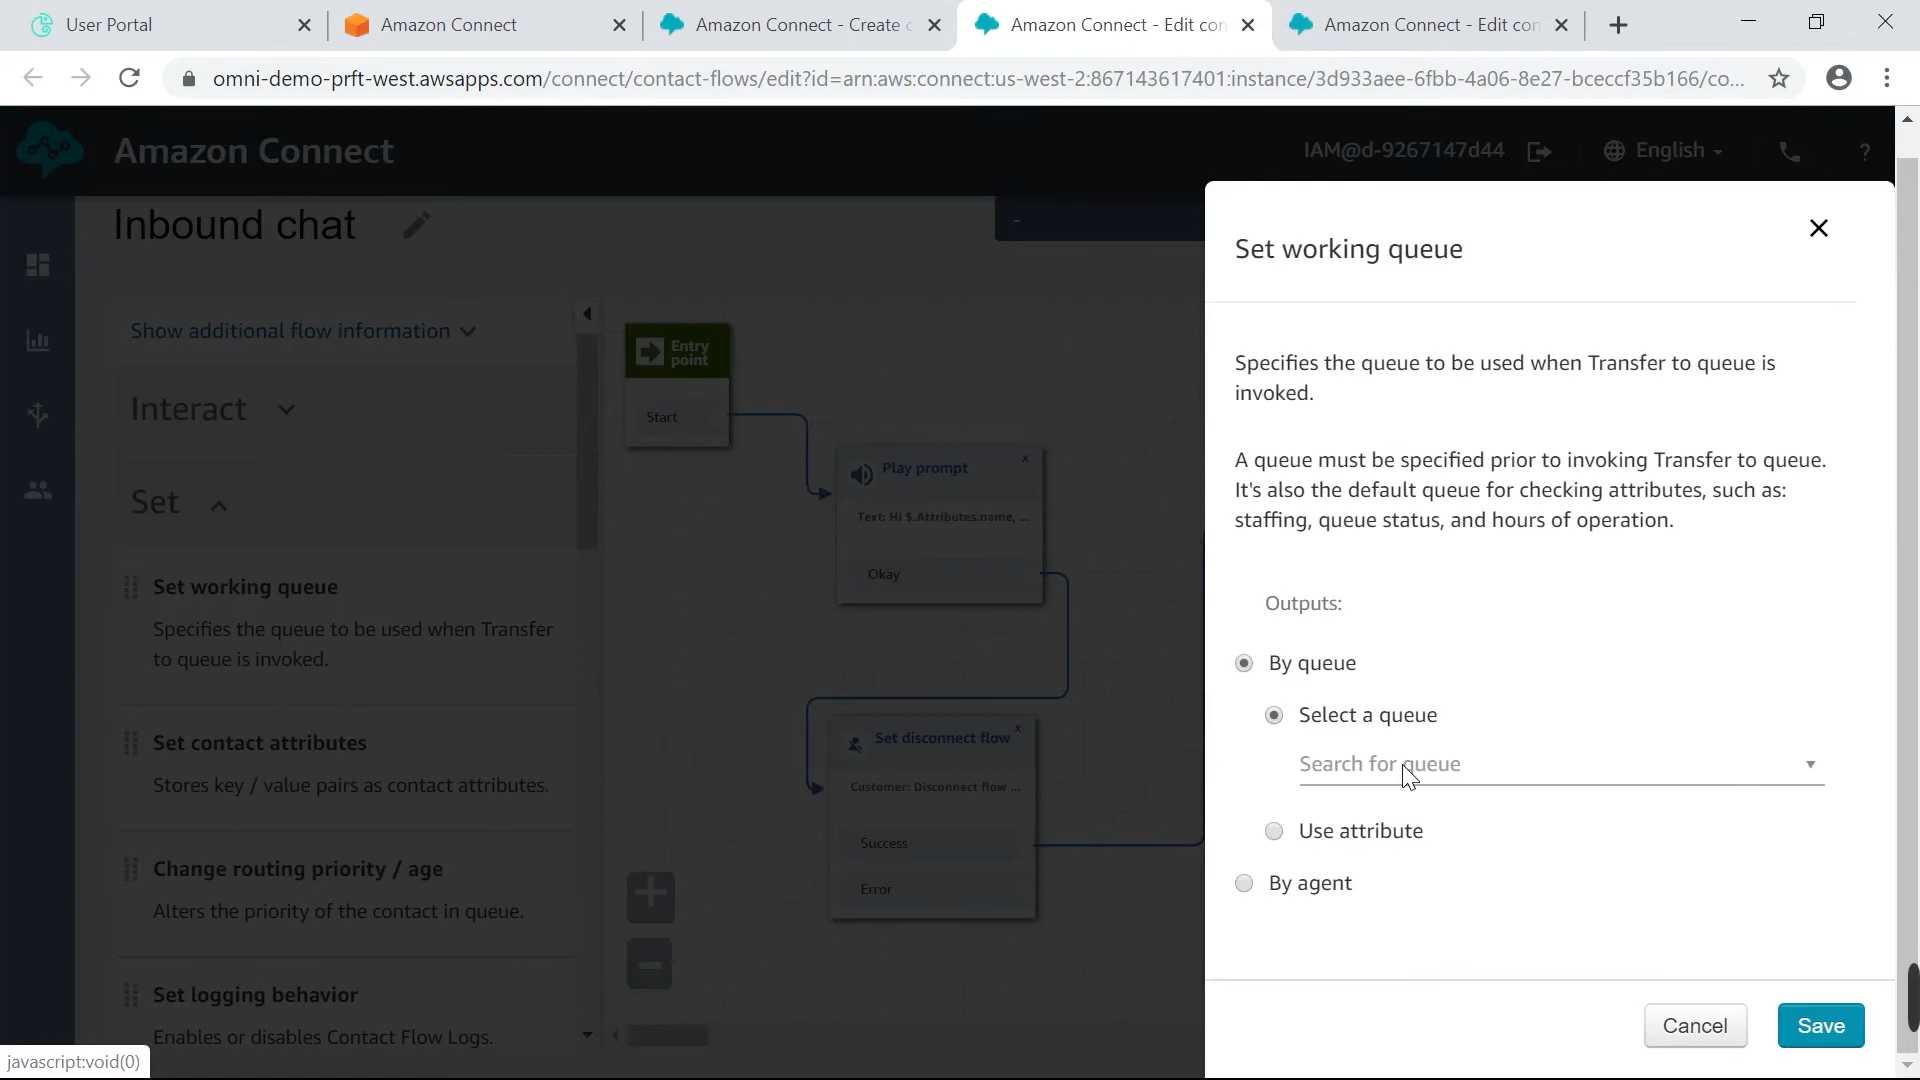 User Portal
Amazon Connect
Amazon Connect - Create c
Amazon Connect - Edit con
Amazon Connect - Edit con
omni-demo-prft-west.awsapps.com/connect/contact-flows/edit?id=arn:aws:connect:us-west-2:867143617401:instance/3d933aee-6fbb-4a06-8e27-bceccf35b166/co...
Amazon Connect
IAM@d-9267147d44
English
?
Inbound chat
-
Show additional flow information
Interact
Set
Set working queue
Specifies the queue to be used when Transfer
to queue is invoked.
Set contact attributes
Stores key / value pairs as contact attributes.
Change routing priority / age
Alters the priority of the contact in queue.
Set logging behavior
Enables or disables Contact Flow Logs.
javascript:void(0)
Entry
point
Start
Play prompt
x
Text: Hi $.Attributes.name, ...
Okay
Set disconnect flow
x
Customer: Disconnect flow ...
Success
Error
Set working queue
Specifies the queue to be used when Transfer to queue is
invoked.
A queue must be specified prior to invoking Transfer to queue.
It's also the default queue for checking attributes, such as:
staffing, queue status, and hours of operation.
Outputs:
By queue
Select a queue
Search for queue
Use attribute
By agent
Cancel
Save